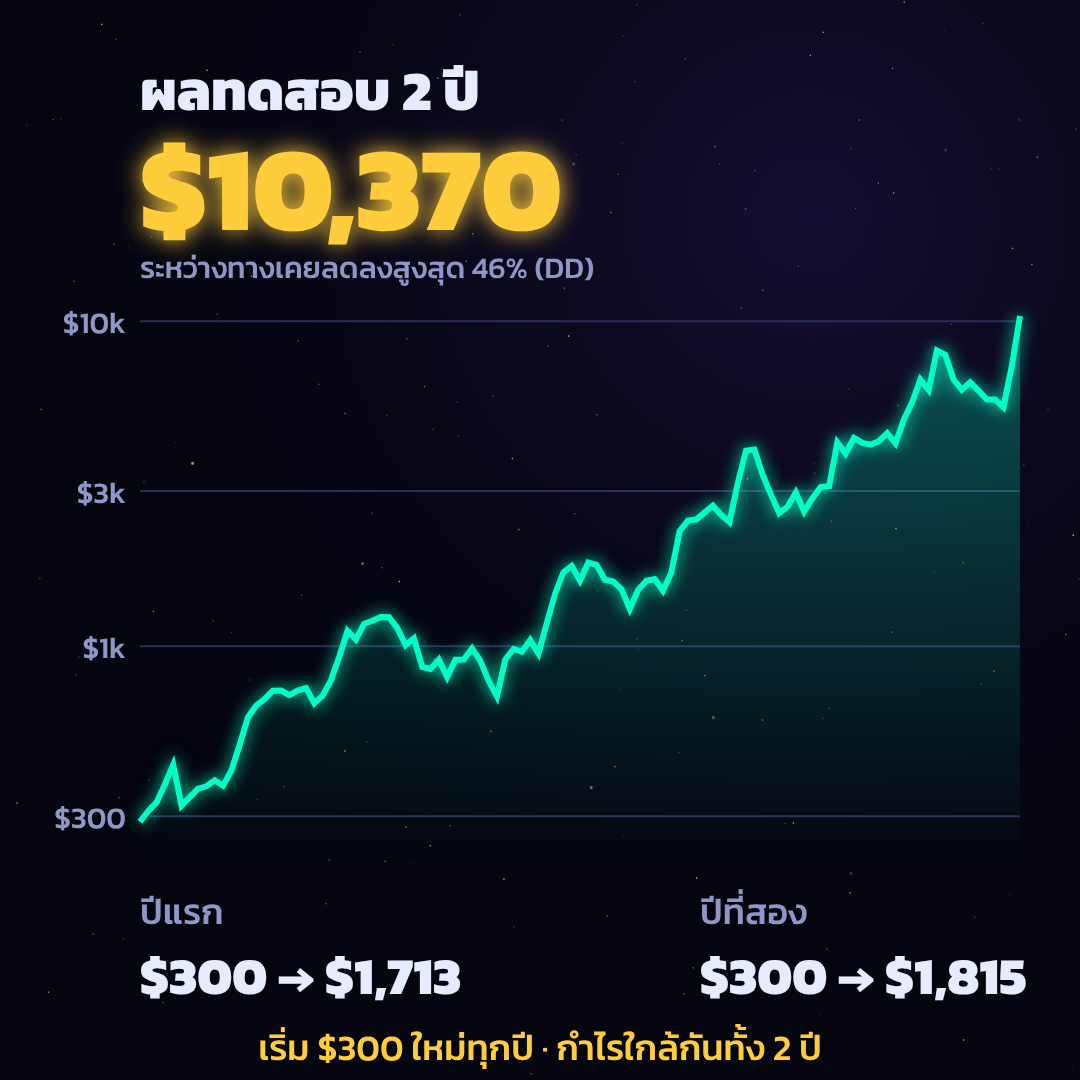 ผลทดสอบ 2 ปี
$10,370
ระหว่างทางเคยลดลงสูงสุด 46% (DD)
$10k
$3k
$1k
$300
ปีแรก
$300 → $1,713
ปีที่สอง
$300 → $1,815
เริ่ม $300 ใหม่ทุกปี · กำไรใกล้กันทั้ง 2 ปี